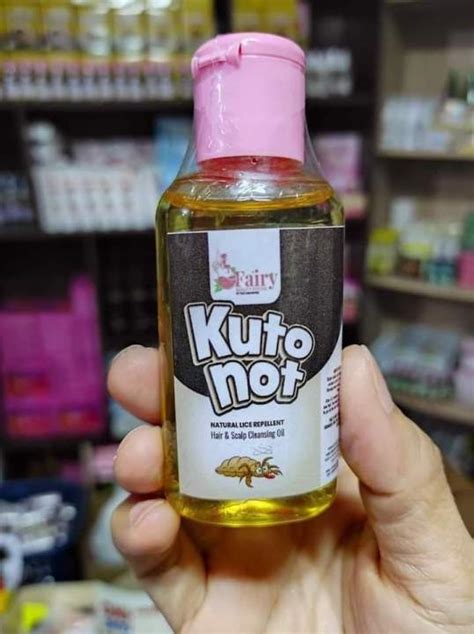 Fairy
Kuto
not
NATURAL LICE REPELLENT
Hair & Scalp Cleansing Oil